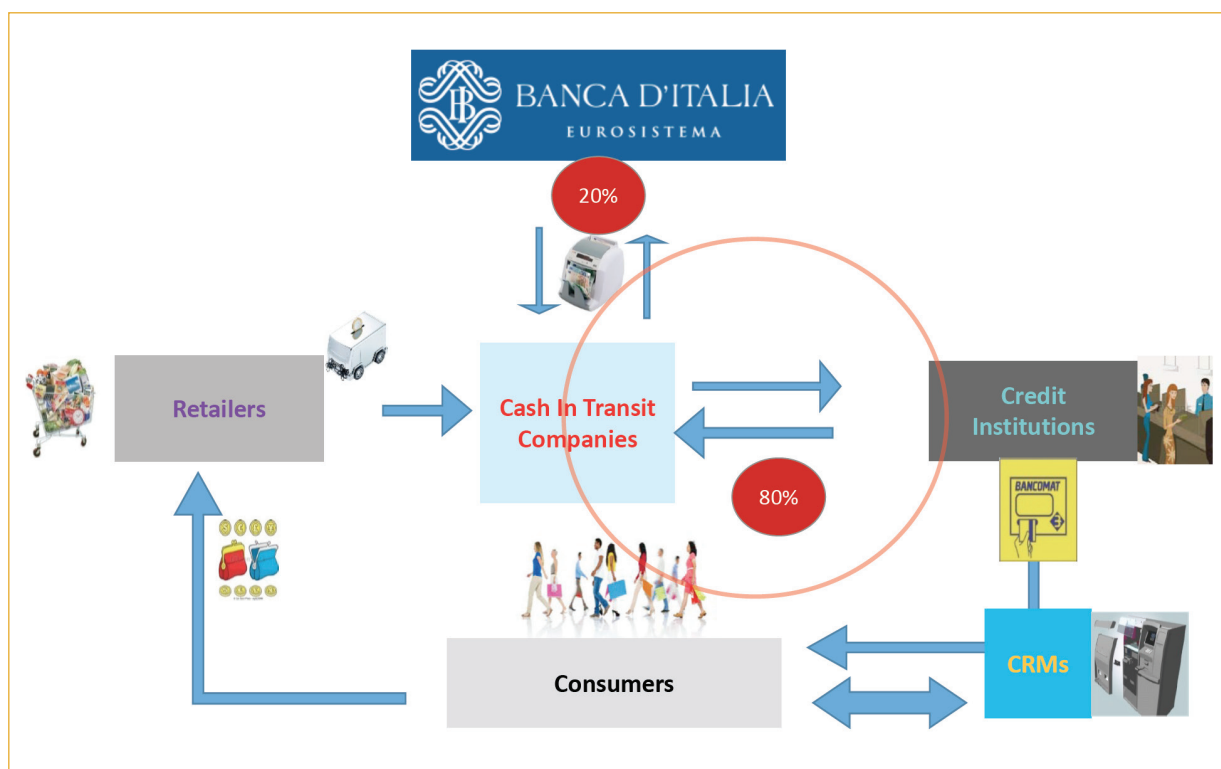 BANCA D'ITALIA
EUROSISTEMA
20%
Retailers
Cash In Transit
Companies
Credit
Institutions
80%
BANCOMAT
CRMs
Consumers